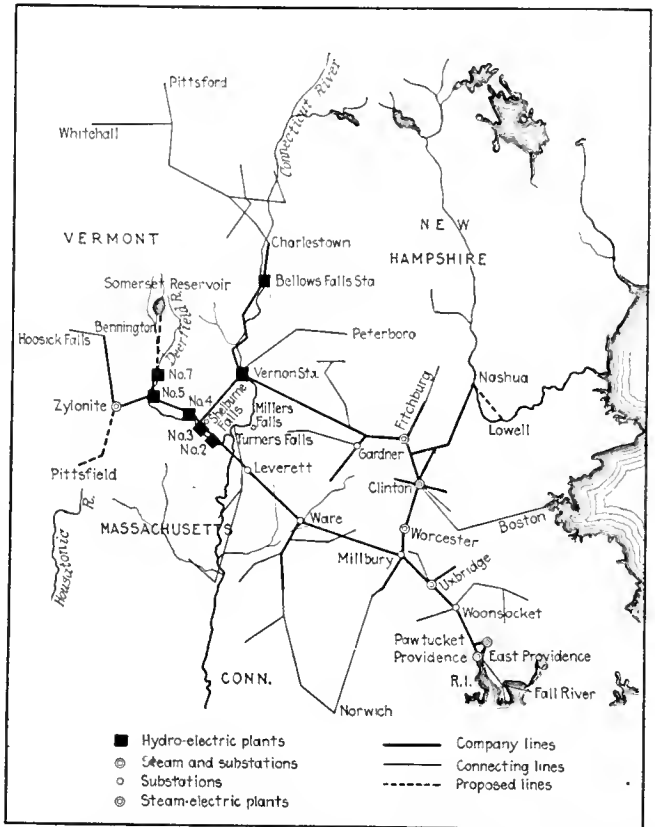 Pittsford
Whitehall
Connecticut River
VERMONT
Charlestown
NEW
HAMPSHIRE
Somerset Reservoir
Bellows Falls Sta
Bennington
Deerfield R.
Hoosick Falls
Peterboro
No.7
Vernon Sta.
Nashua
No.5
No.4
Zylonite
Shelburne
Falls
Millers
Falls
Fitchburg
Lowell
No.3
No.2
Turners Falls
Gardner
Pittsfield
Leverett
Clinton
Housatonic
R.
MASSACHUSETTS
Ware
Boston
Worcester
Millbury
Uxbridge
Woonsocket
Pawtucket
Providence
East Providence
CONN.
R.I.
Fall River
Norwich
Hydro-electric plants
Steam and substations
Substations
Steam-electric plants
Company lines
Connecting lines
Proposed lines